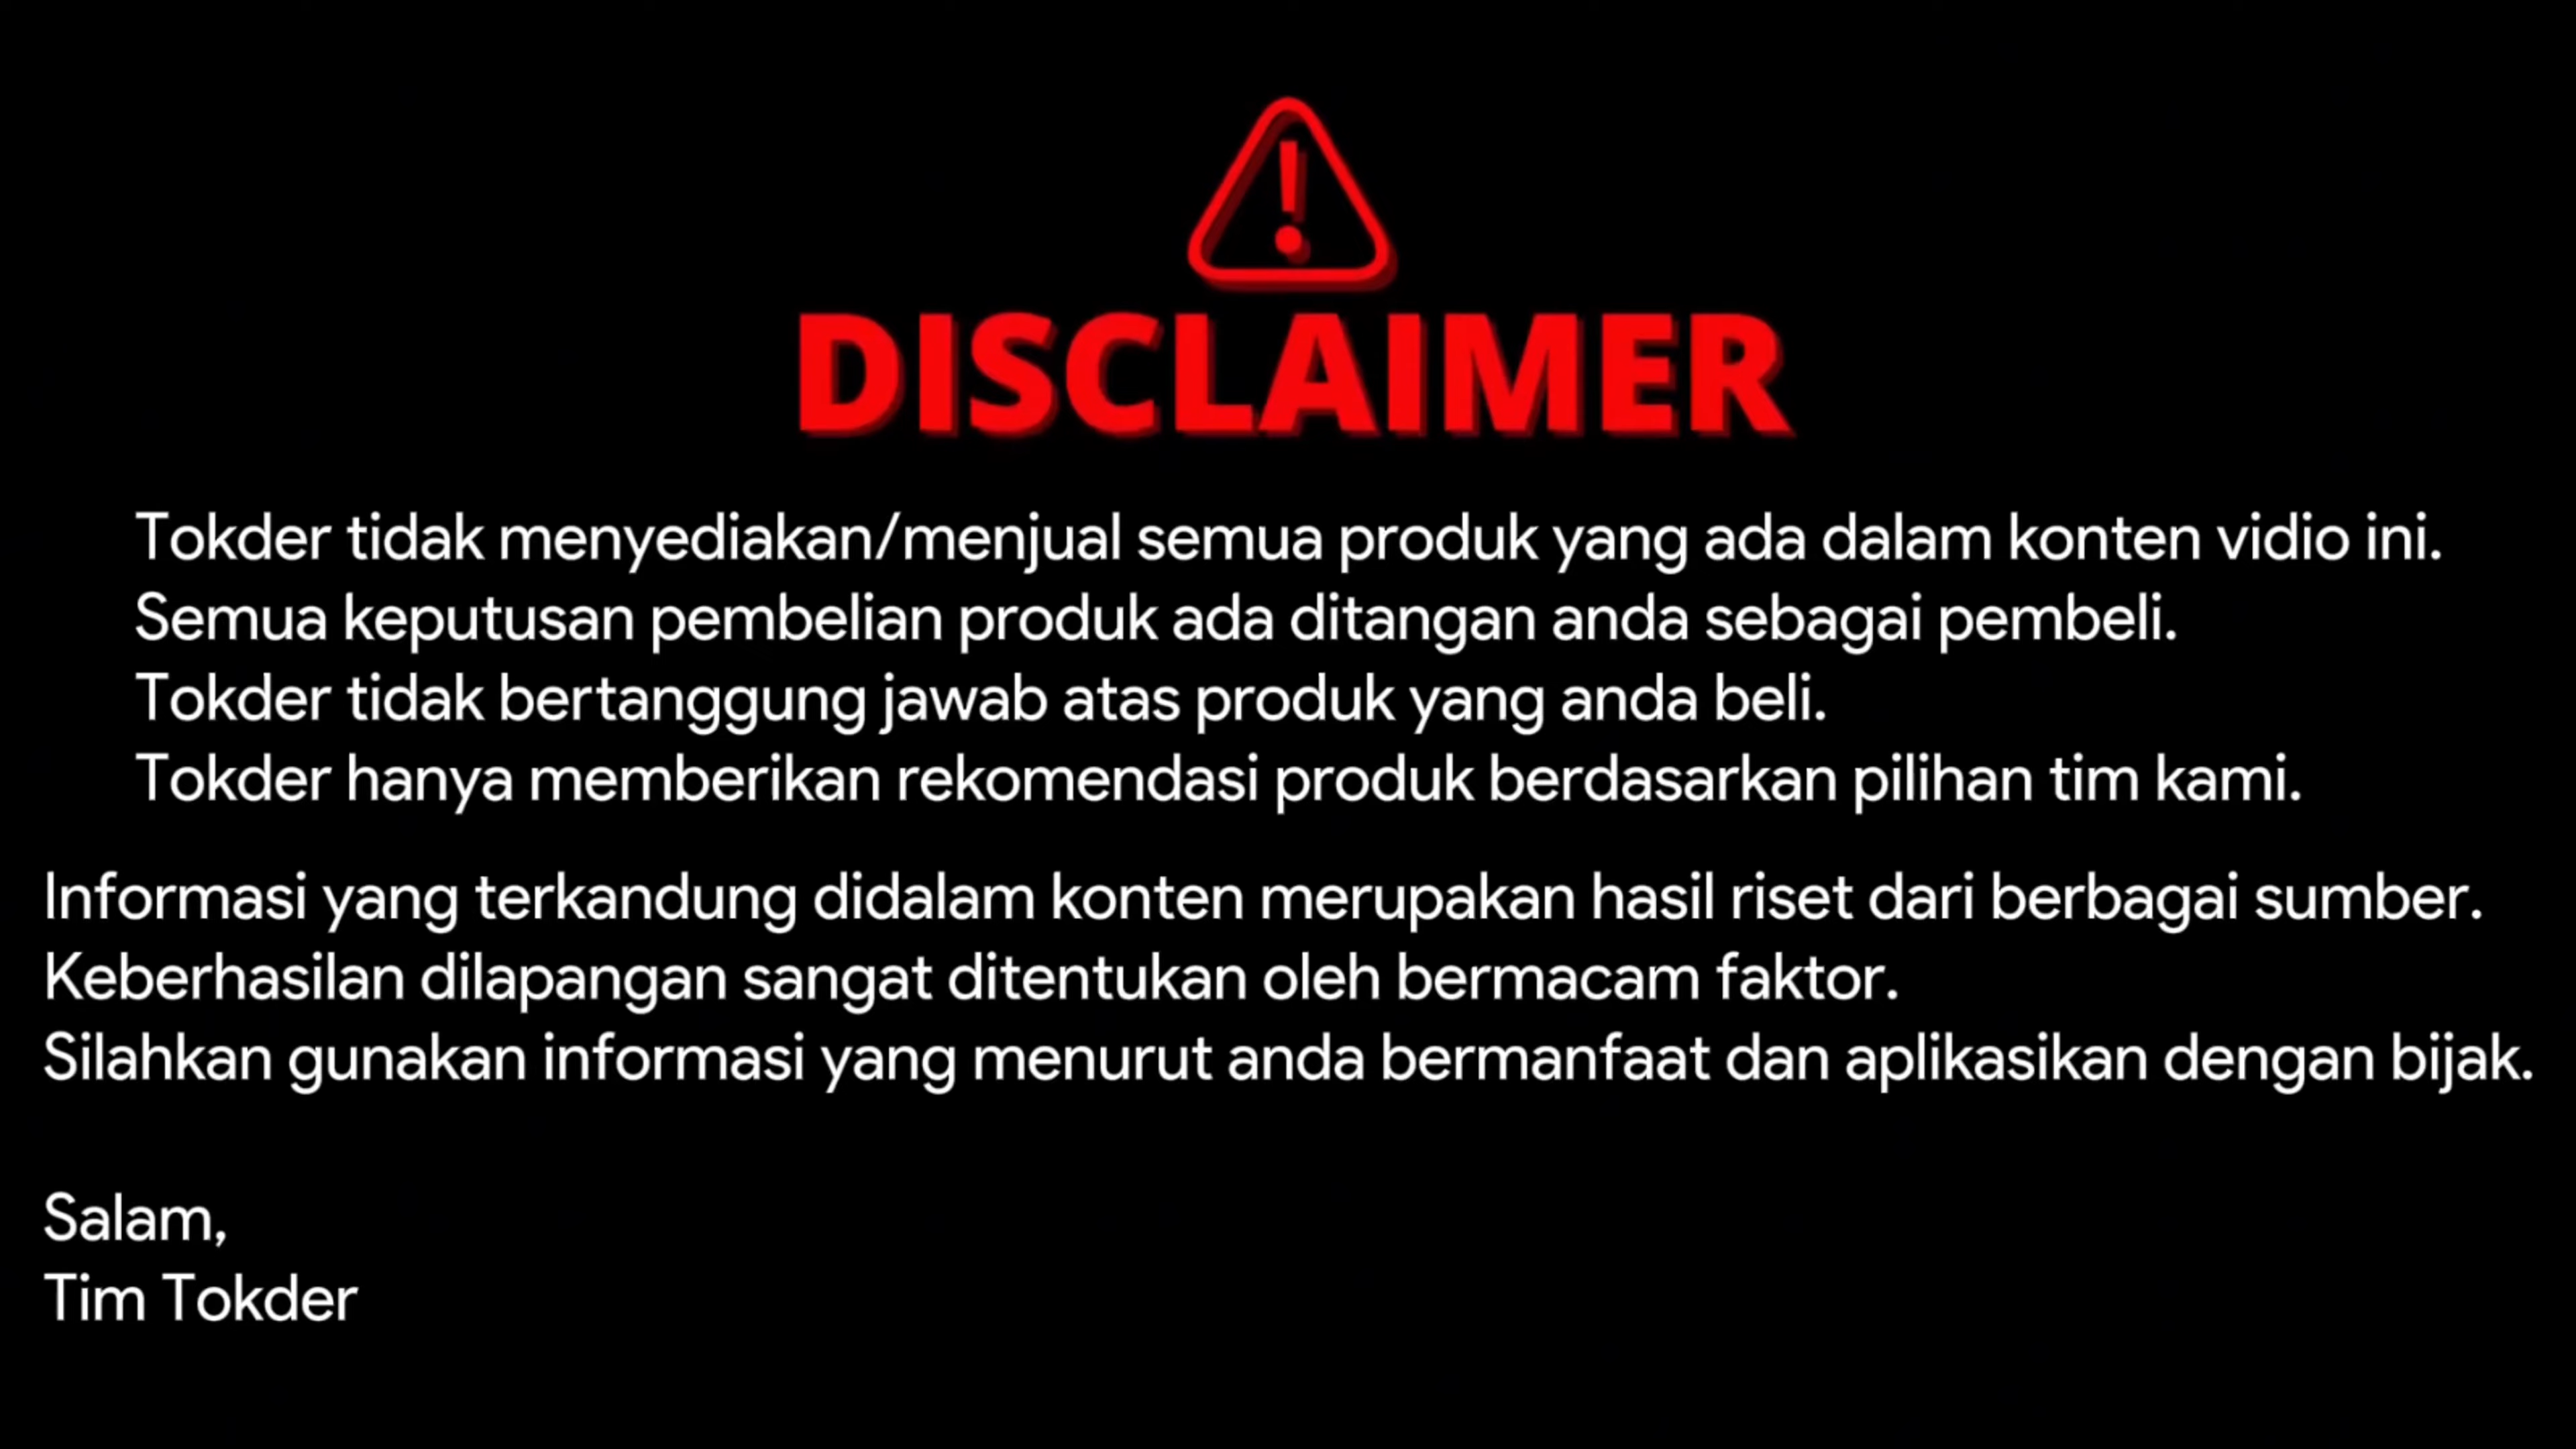 DISCLAIMER
Tokder tidak menyediakan/menjual semua produk yang ada dalam konten vidio ini.
Semua keputusan pembelian produk ada ditangan anda sebagai pembeli.
Tokder tidak bertanggung jawab atas produk yang anda beli.
Tokder hanya memberikan rekomendasi produk berdasarkan pilihan tim kami.
Informasi yang terkandung didalam konten merupakan hasil riset dari berbagai sumber.
Keberhasilan dilapangan sangat ditentukan oleh bermacam faktor.
Silahkan gunakan informasi yang menurut anda bermanfaat dan aplikasikan dengan bijak.
Salam,
Tim Tokder